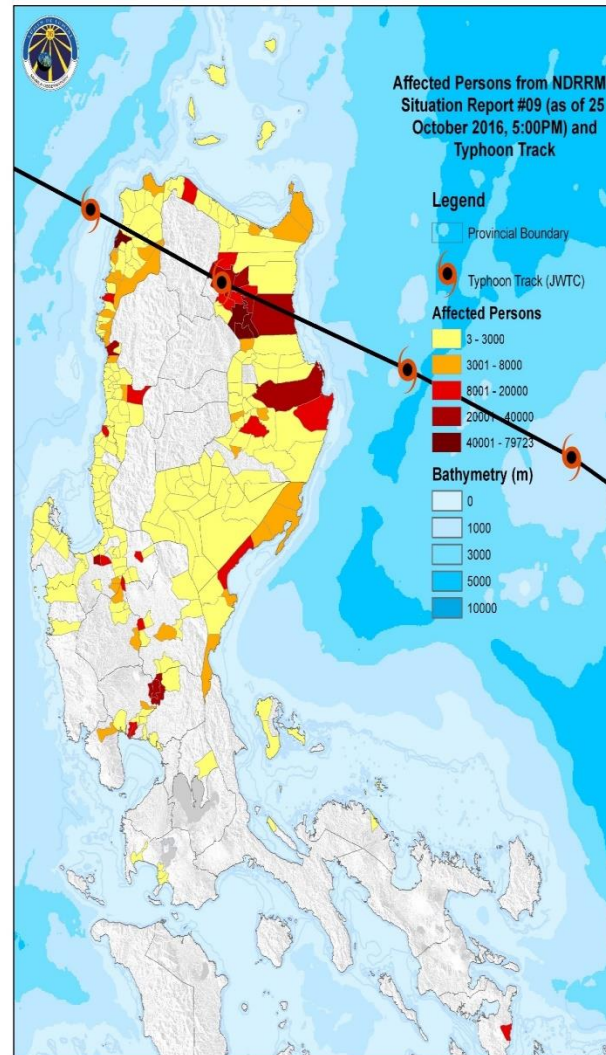 Affected Persons from NDRRM
Situation Report #09 (as of 25
October 2016, 5:00PM) and
Typhoon Track
Legend
Provincial Boundary
Typhoon Track (JWTC)
Affected Persons
3 - 3000
3001 - 8000
8001 - 20000
20001 - 40000
40001 - 79723
Bathymetry (m)
0
1000
3000
5000
10000